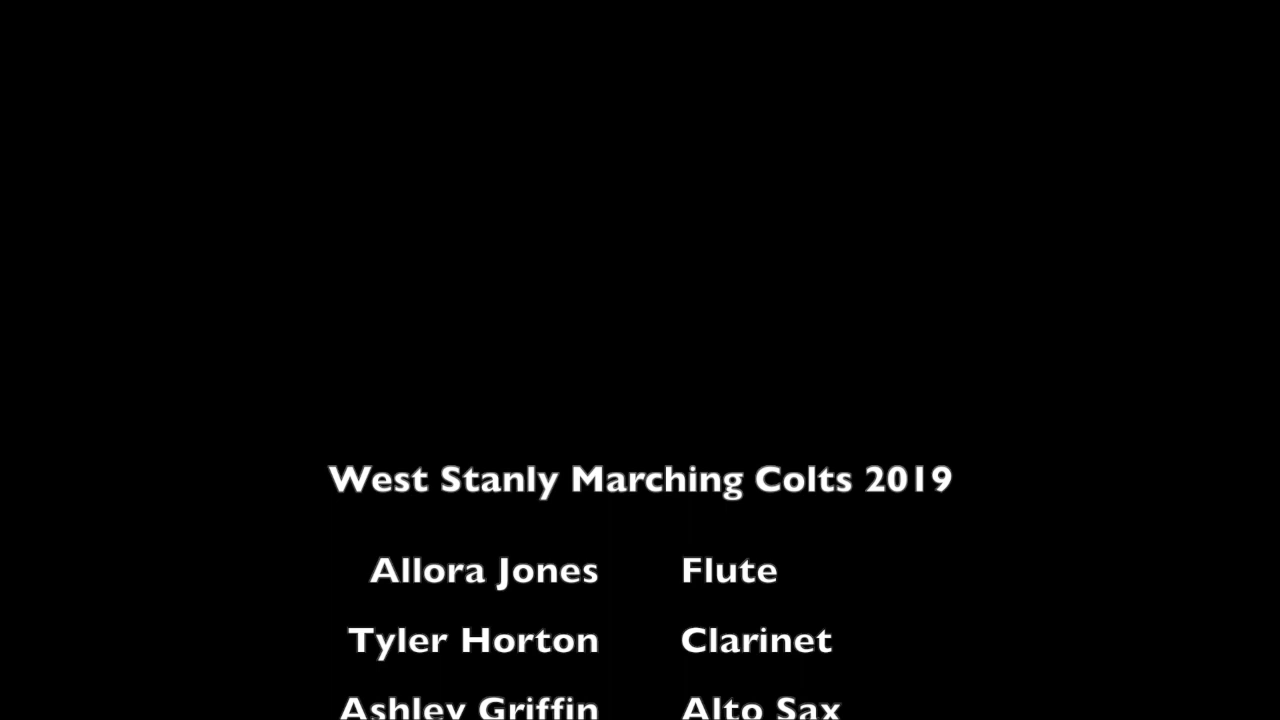 West Stanly Marching Colts 2019
Allora Jones Flute
Tyler Horton Clarinet
Ashley Griffin Alto Sax